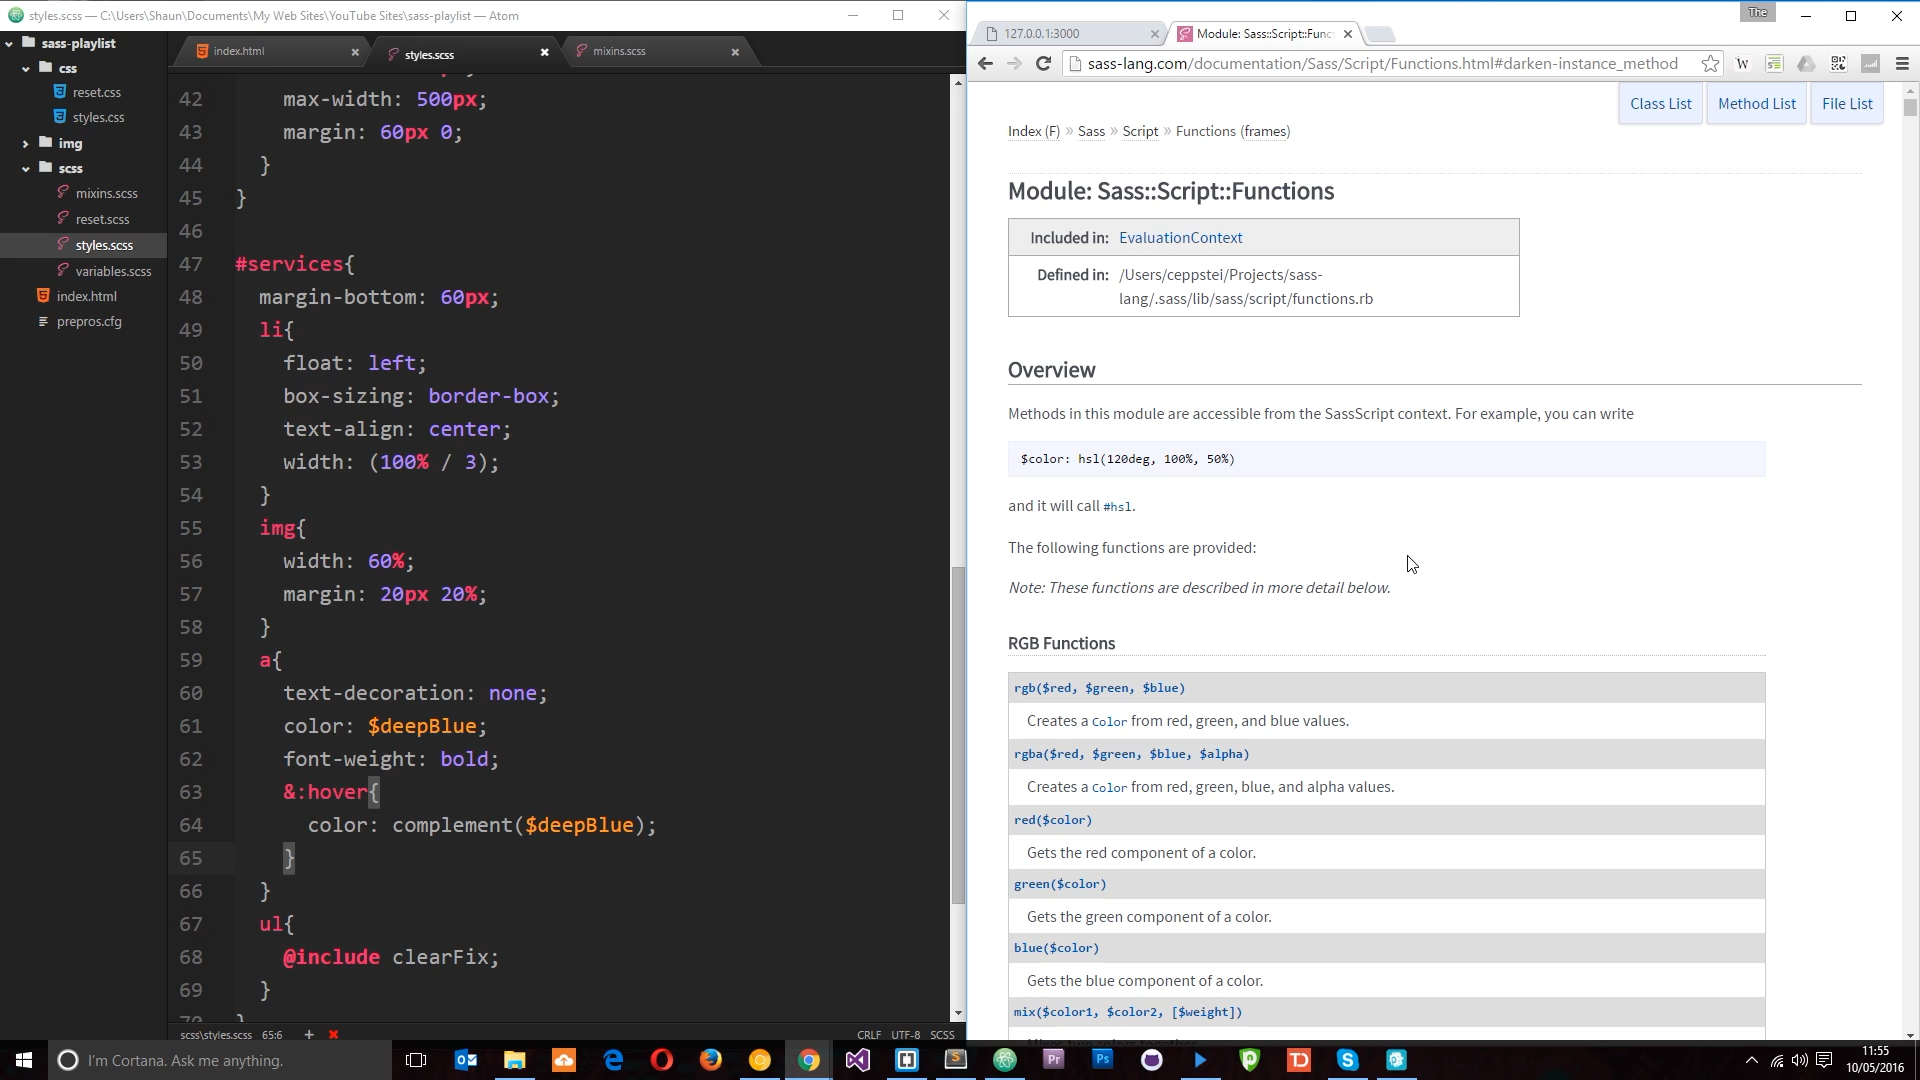 styles.scss — C:\Users\Shaun\Documents\My Web Sites\YouTube Sites\sass-playlist — Atom
sass-playlist
css
reset.css
styles.css
img
scss
mixins.scss
reset.scss
styles.scss
variables.scss
index.html
prepros.cfg
index.html
styles.scss
mixins.scss
42 max-width: 500px;
43 margin: 60px 0;
44 }
45 }
46
47 #services{
48 margin-bottom: 60px;
49 li{
50 float: left;
51 box-sizing: border-box;
52 text-align: center;
53 width: (100% / 3);
54 }
55 img{
56 width: 60%;
57 margin: 20px 20%;
58 }
59 a{
60 text-decoration: none;
61 color: $deepBlue;
62 font-weight: bold;
63 &:hover{
64 color: complement($deepBlue);
65 }
66 }
67 ul{
68 @include clearFix;
69 }
70 }
scss\styles.scss 65:6 + CRLF UTF-8 SCSS
The
127.0.0.1:3000
Module: Sass::Script::Func
sass-lang.com/documentation/Sass/Script/Functions.html#darken-instance_method
Class List Method List File List
Index (F) » Sass » Script » Functions (frames)
Module: Sass::Script::Functions
Included in: EvaluationContext
Defined in: /Users/ceppstei/Projects/sass-
lang/.sass/lib/sass/script/functions.rb
Overview
Methods in this module are accessible from the SassScript context. For example, you can write
$color: hsl(120deg, 100%, 50%)
and it will call #hsl.
The following functions are provided:
Note: These functions are described in more detail below.
RGB Functions
rgb($red, $green, $blue)
Creates a Color from red, green, and blue values.
rgba($red, $green, $blue, $alpha)
Creates a Color from red, green, blue, and alpha values.
red($color)
Gets the red component of a color.
green($color)
Gets the green component of a color.
blue($color)
Gets the blue component of a color.
mix($color1, $color2, [$weight])
I'm Cortana. Ask me anything.
11:55
10/05/2016